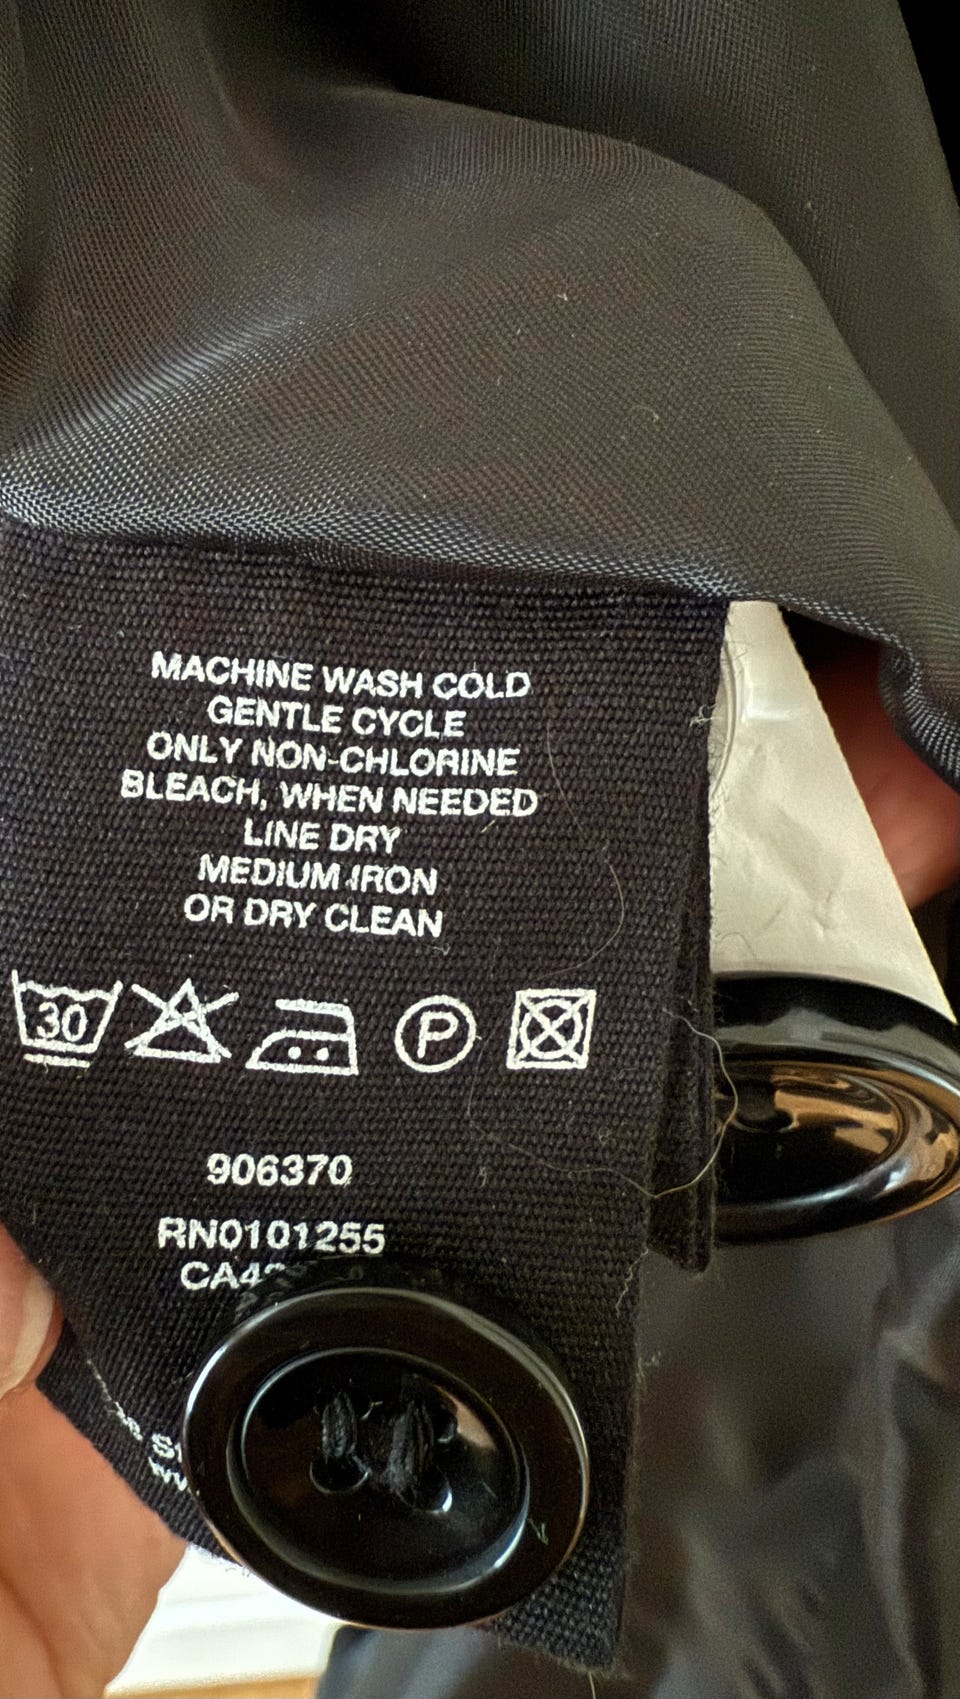 MACHINE WASH COLD
GENTLE CYCLE
ONLY NON-CHLORINE
BLEACH, WHEN NEEDED
LINE DRY
MEDIUM IRON
OR DRY CLEAN
30 P
906370
RN0101255